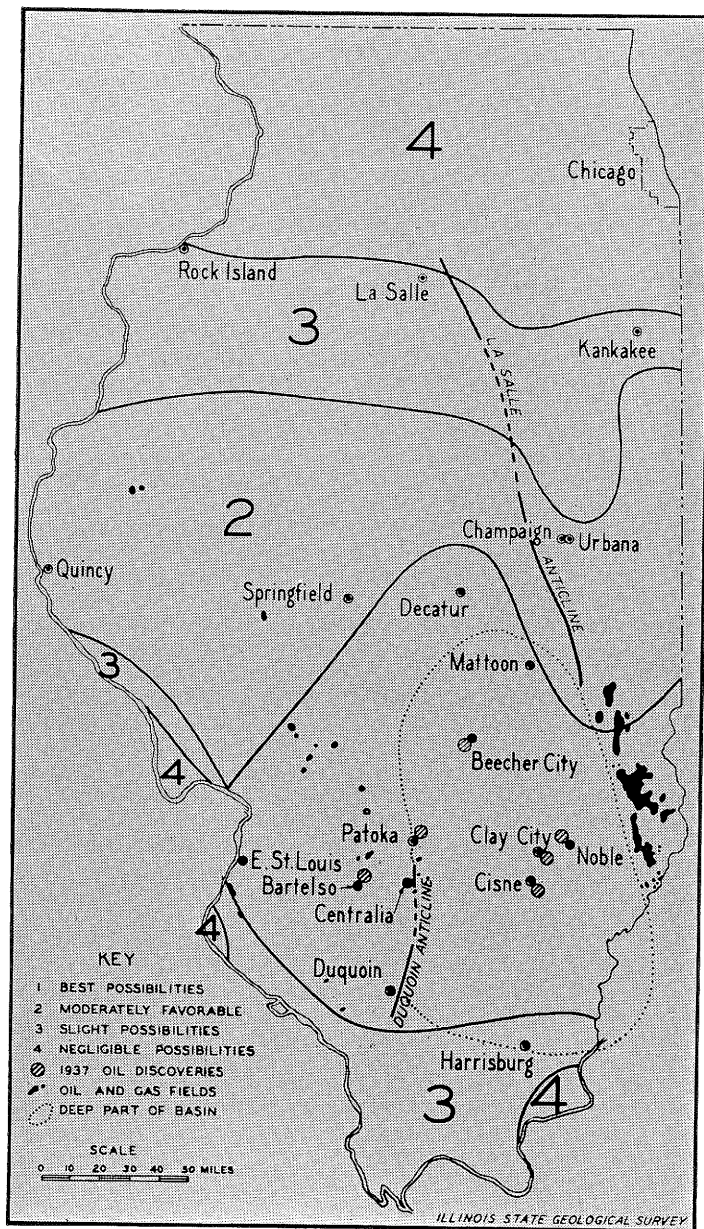 4
Chicago
Rock Island
La Salle
3
Kankakee
LA SALLE
ANTICLINE
2
Champaign
Urbana
Quincy
Springfield
Decatur
3
Mattoon
4
Beecher City
Patoka
Clay City
Noble
E. St. Louis
Bartelso
Cisne
Centralia
4
DUQUOIN ANTICLINE
Duquoin
Harrisburg
3
4
KEY
1 BEST POSSIBILITIES
2 MODERATELY FAVORABLE
3 SLIGHT POSSIBILITIES
4 NEGLIGIBLE POSSIBILITIES
1937 OIL DISCOVERIES
OIL AND GAS FIELDS
DEEP PART OF BASIN
SCALE
0 10 20 30 40 50 MILES
ILLINOIS STATE GEOLOGICAL SURVEY